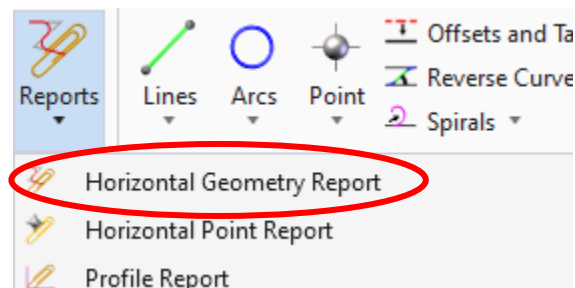 Offsets and Ta
Reverse Curve
Reports Lines Arcs Point
Spirals
Horizontal Geometry Report
Horizontal Point Report
Profile Report